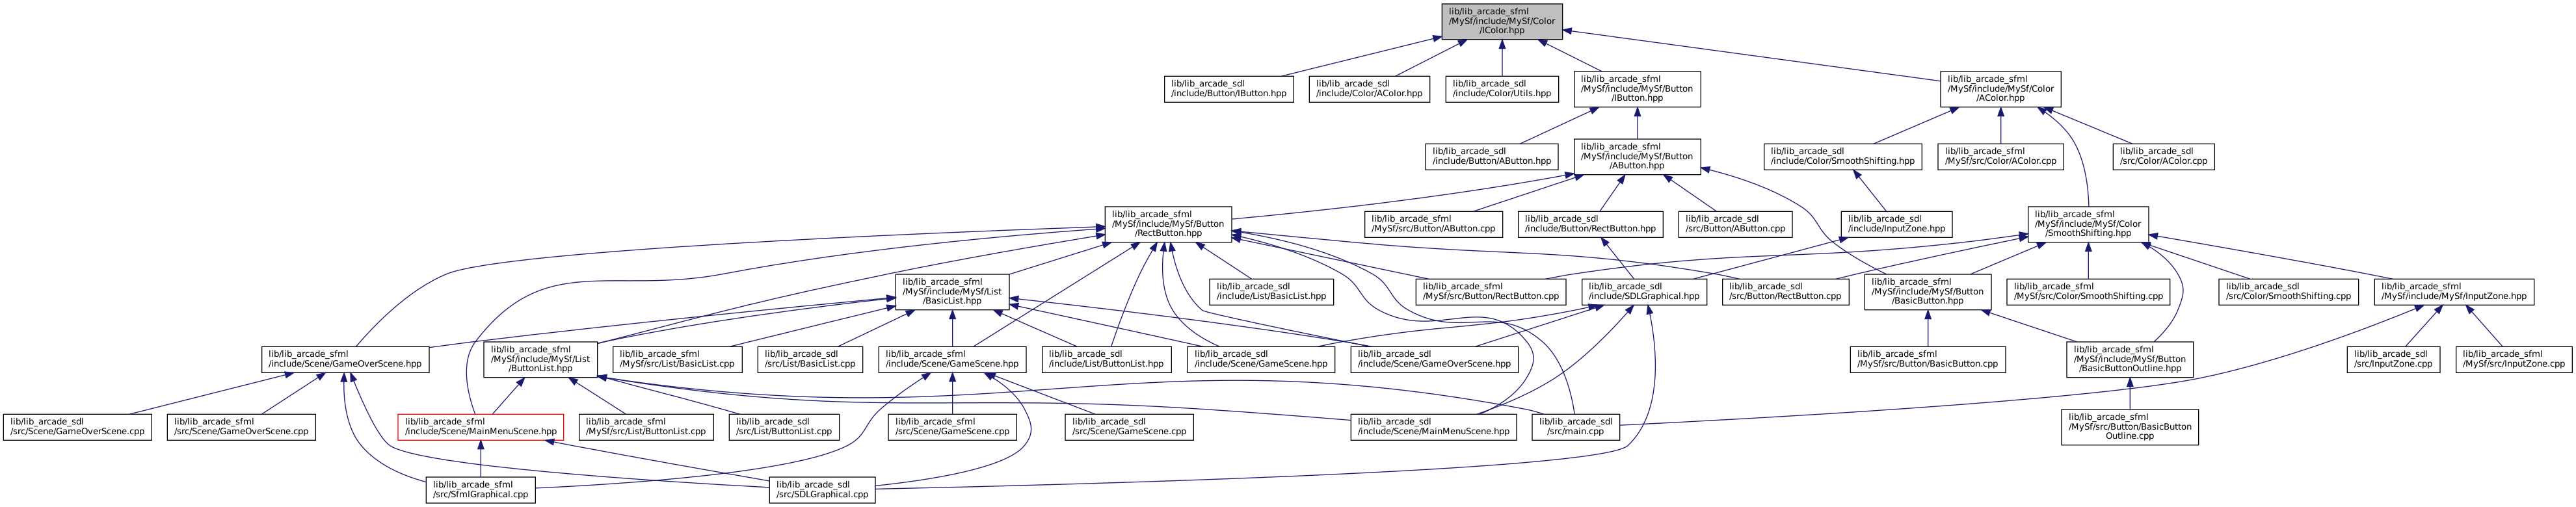 lib/lib_arcade_sfml
/MySf/include/MySf/Color
/IColor.hpp
lib/lib_arcade_sdl
/include/Button/IButton.hpp
lib/lib_arcade_sdl
/include/Color/AColor.hpp
lib/lib_arcade_sdl
/include/Color/Utils.hpp
lib/lib_arcade_sfml
/MySf/include/MySf/Button
/IButton.hpp
lib/lib_arcade_sfml
/MySf/include/MySf/Color
/AColor.hpp
lib/lib_arcade_sdl
/include/Button/AButton.hpp
lib/lib_arcade_sfml
/MySf/include/MySf/Button
/AButton.hpp
lib/lib_arcade_sdl
/include/Color/SmoothShifting.hpp
lib/lib_arcade_sfml
/MySf/src/Color/AColor.cpp
lib/lib_arcade_sdl
/src/Color/AColor.cpp
lib/lib_arcade_sfml
/MySf/include/MySf/Button
/RectButton.hpp
lib/lib_arcade_sfml
/MySf/src/Button/AButton.cpp
lib/lib_arcade_sdl
/include/Button/RectButton.hpp
lib/lib_arcade_sdl
/src/Button/AButton.cpp
lib/lib_arcade_sdl
/include/InputZone.hpp
lib/lib_arcade_sfml
/MySf/include/MySf/Color
/SmoothShifting.hpp
lib/lib_arcade_sfml
/MySf/include/MySf/List
/BasicList.hpp
lib/lib_arcade_sdl
/include/List/BasicList.hpp
lib/lib_arcade_sfml
/MySf/src/Button/RectButton.cpp
lib/lib_arcade_sdl
/include/SDLGraphical.hpp
lib/lib_arcade_sdl
/src/Button/RectButton.cpp
lib/lib_arcade_sfml
/MySf/include/MySf/Button
/BasicButton.hpp
lib/lib_arcade_sfml
/MySf/src/Color/SmoothShifting.cpp
lib/lib_arcade_sdl
/src/Color/SmoothShifting.cpp
lib/lib_arcade_sfml
/MySf/include/MySf/InputZone.hpp
lib/lib_arcade_sfml
/include/Scene/GameOverScene.hpp
lib/lib_arcade_sfml
/MySf/include/MySf/List
/ButtonList.hpp
lib/lib_arcade_sfml
/MySf/src/List/BasicList.cpp
lib/lib_arcade_sdl
/src/List/BasicList.cpp
lib/lib_arcade_sfml
/include/Scene/GameScene.hpp
lib/lib_arcade_sdl
/include/List/ButtonList.hpp
lib/lib_arcade_sdl
/include/Scene/GameScene.hpp
lib/lib_arcade_sdl
/include/Scene/GameOverScene.hpp
lib/lib_arcade_sfml
/MySf/src/Button/BasicButton.cpp
lib/lib_arcade_sfml
/MySf/include/MySf/Button
/BasicButtonOutline.hpp
lib/lib_arcade_sdl
/src/InputZone.cpp
lib/lib_arcade_sfml
/MySf/src/InputZone.cpp
lib/lib_arcade_sdl
/src/Scene/GameOverScene.cpp
lib/lib_arcade_sfml
/src/Scene/GameOverScene.cpp
lib/lib_arcade_sfml
/include/Scene/MainMenuScene.hpp
lib/lib_arcade_sfml
/MySf/src/List/ButtonList.cpp
lib/lib_arcade_sdl
/src/List/ButtonList.cpp
lib/lib_arcade_sfml
/src/Scene/GameScene.cpp
lib/lib_arcade_sdl
/src/Scene/GameScene.cpp
lib/lib_arcade_sdl
/include/Scene/MainMenuScene.hpp
lib/lib_arcade_sdl
/src/main.cpp
lib/lib_arcade_sfml
/MySf/src/Button/BasicButton
Outline.cpp
lib/lib_arcade_sfml
/src/SfmlGraphical.cpp
lib/lib_arcade_sdl
/src/SDLGraphical.cpp